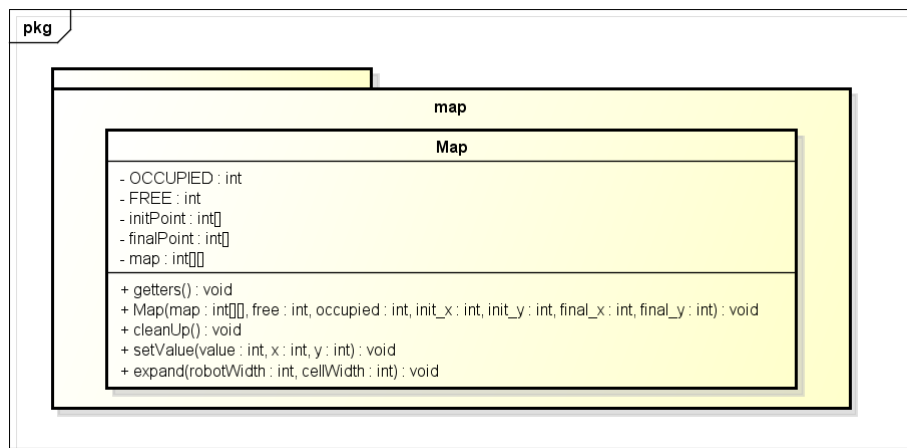 pkg
map
Map
- OCCUPIED : int
- FREE : int
- initPoint : int[]
- finalPoint : int[]
- map : int[][]
+ getters() : void
+ Map(map : int[][], free : int, occupied : int, init_x : int, init_y : int, final_x : int, final_y : int) : void
+ cleanUp() : void
+ setValue(value : int, x : int, y : int) : void
+ expand(robotWidth : int, cellWidth : int) : void